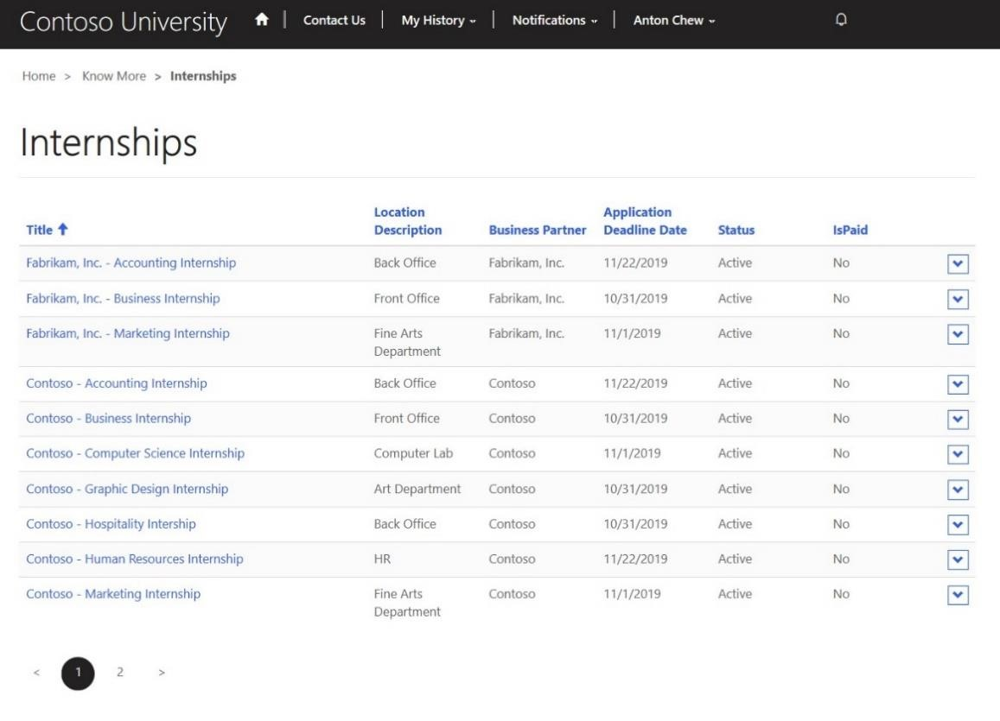 Contoso University Contact Us My History Notifications Anton Chew
Home > Know More > Internships
Internships
Title Location Description Business Partner Application Deadline Date Status IsPaid
Fabrikam, Inc. - Accounting Internship Back Office Fabrikam, Inc. 11/22/2019 Active No
Fabrikam, Inc. - Business Internship Front Office Fabrikam, Inc. 10/31/2019 Active No
Fabrikam, Inc. - Marketing Internship Fine Arts Department Fabrikam, Inc. 11/1/2019 Active No
Contoso - Accounting Internship Back Office Contoso 11/22/2019 Active No
Contoso - Business Internship Front Office Contoso 10/31/2019 Active No
Contoso - Computer Science Internship Computer Lab Contoso 11/1/2019 Active No
Contoso - Graphic Design Internship Art Department Contoso 10/31/2019 Active No
Contoso - Hospitality Intership Back Office Contoso 10/31/2019 Active No
Contoso - Human Resources Internship HR Contoso 11/22/2019 Active No
Contoso - Marketing Internship Fine Arts Department Contoso 11/1/2019 Active No
< 1 2 >